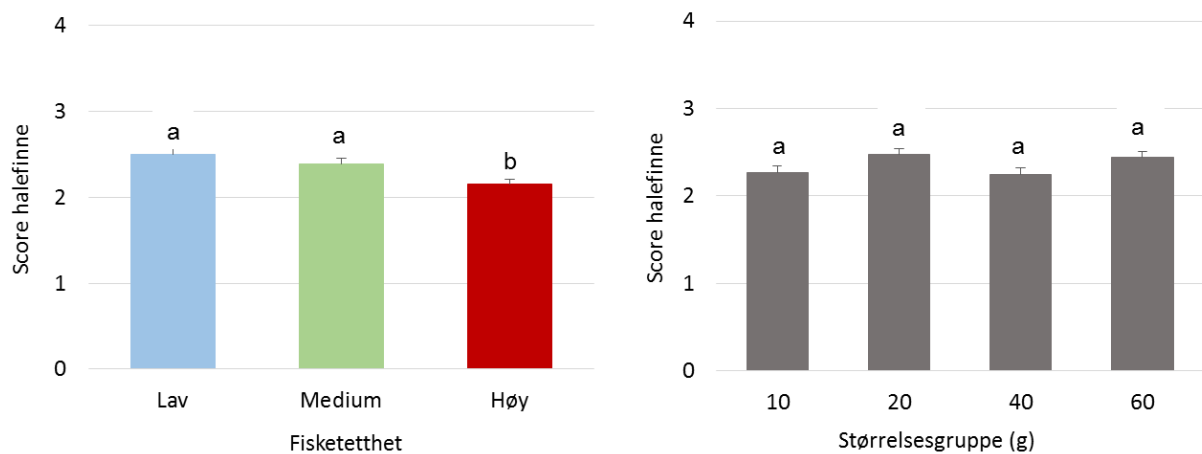 Score halefinne
4
3
2
1
0
a
a
b
Lav Medium Høy
Fisketetthet
Score halefinne
4
3
2
1
0
a
a
a
a
10 20 40 60
Størrelsesgruppe (g)